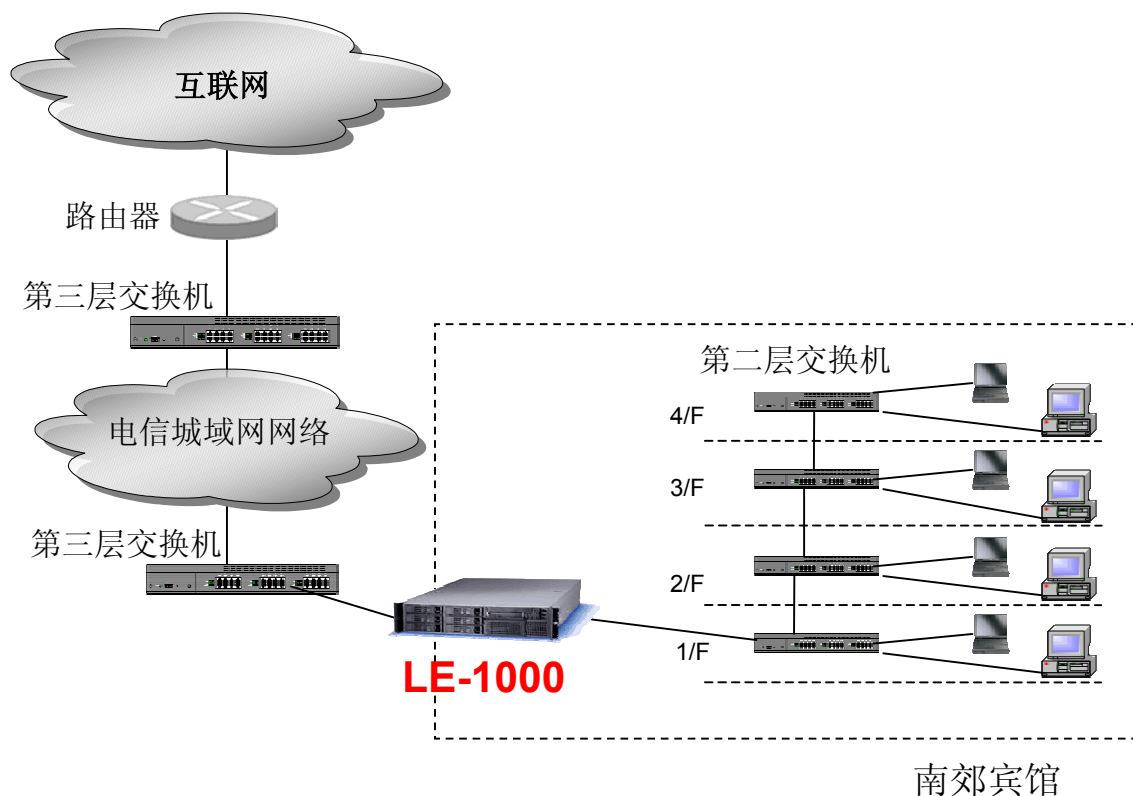 互联网
路由器
第三层交换机
电信城域网网络
第三层交换机
LE-1000
第二层交换机
4/F
3/F
2/F
1/F
南郊宾馆